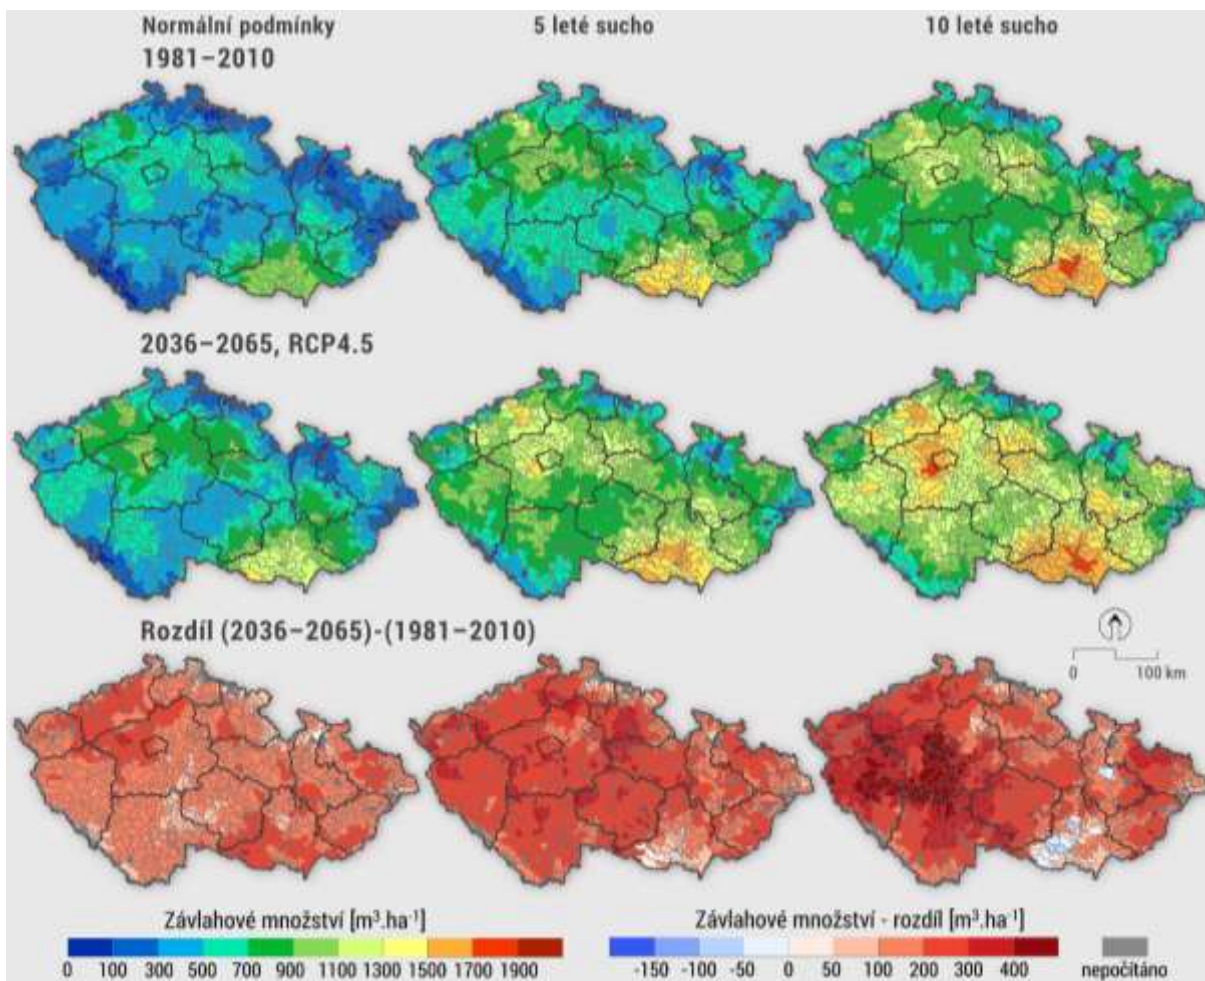 Normální podmínky 5 leté sucho 10 leté sucho
1981–2010
2036–2065, RCP4.5
Rozdíl (2036–2065)-(1981–2010)
0 100 km
Závlahové množství [m³.ha⁻¹] Závlahové množství - rozdíl [m³.ha⁻¹]
0 100 300 500 700 900 1100 1300 1500 1700 1900 -150 -100 -50 0 50 100 200 300 400 nepočítáno